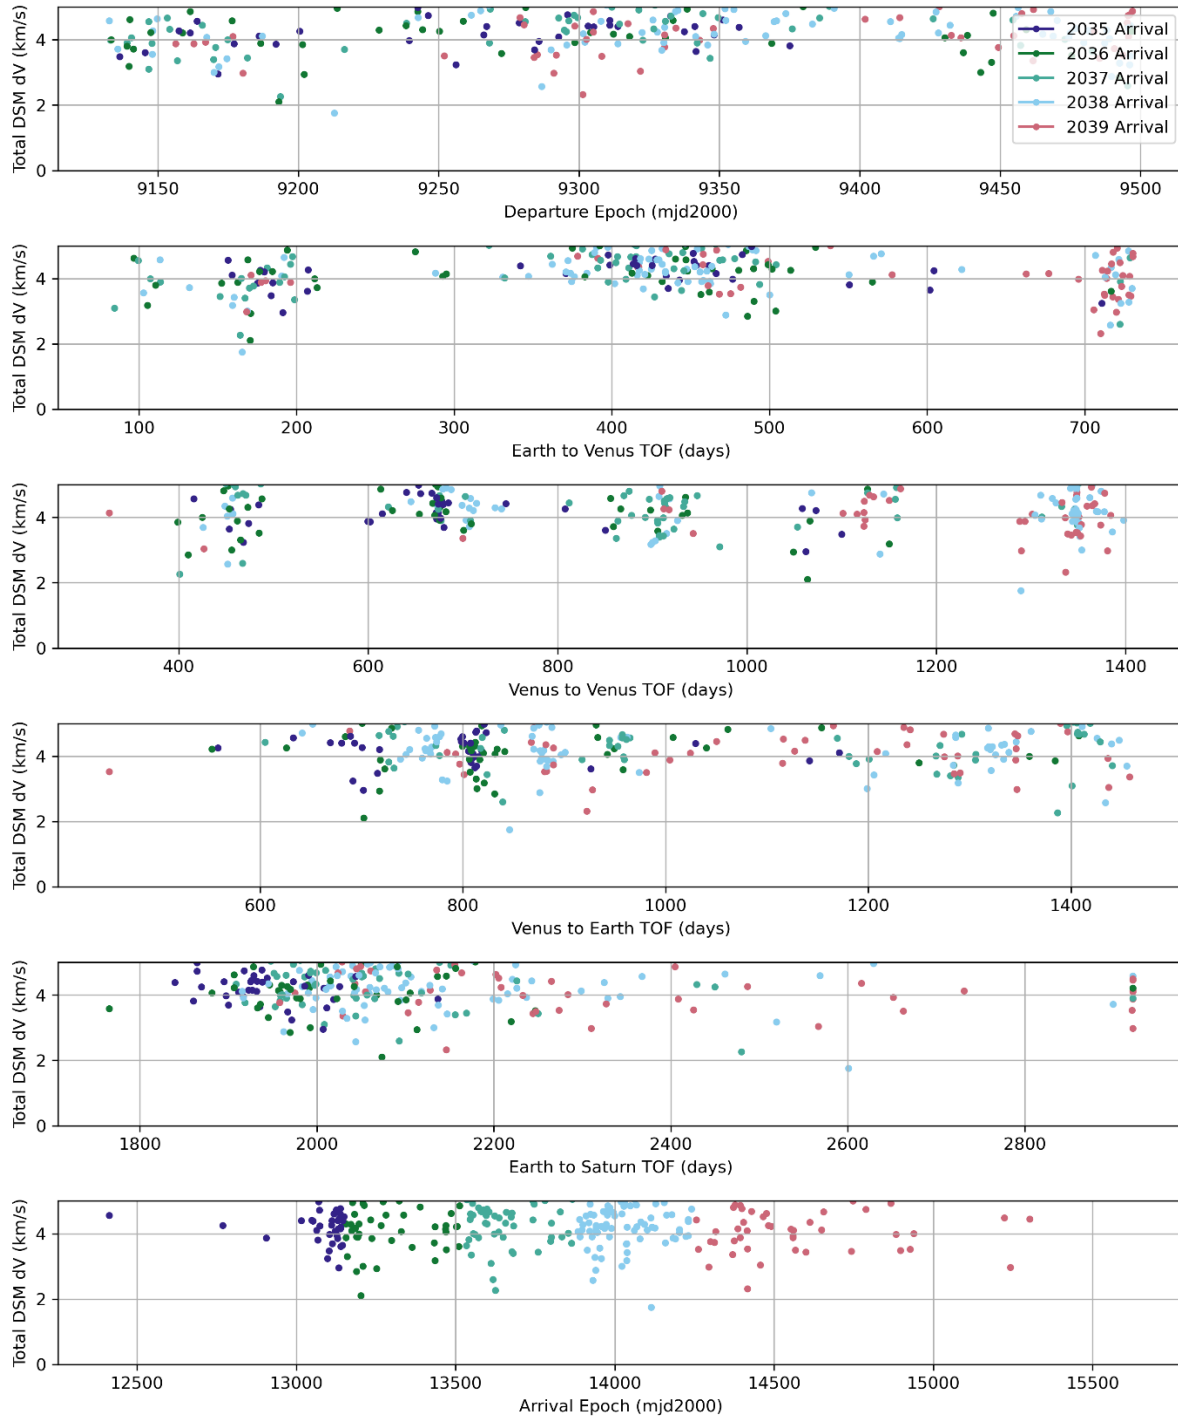 Total DSM dV (km/s)
4
2
0
2035 Arrival
2036 Arrival
2037 Arrival
2038 Arrival
2039 Arrival
9150 9200 9250 9300 9350 9400 9450 9500
Departure Epoch (mjd2000)
Total DSM dV (km/s)
4
2
0
100 200 300 400 500 600 700
Earth to Venus TOF (days)
Total DSM dV (km/s)
4
2
0
400 600 800 1000 1200 1400
Venus to Venus TOF (days)
Total DSM dV (km/s)
4
2
0
600 800 1000 1200 1400
Venus to Earth TOF (days)
Total DSM dV (km/s)
4
2
0
1800 2000 2200 2400 2600 2800
Earth to Saturn TOF (days)
Total DSM dV (km/s)
4
2
0
12500 13000 13500 14000 14500 15000 15500
Arrival Epoch (mjd2000)